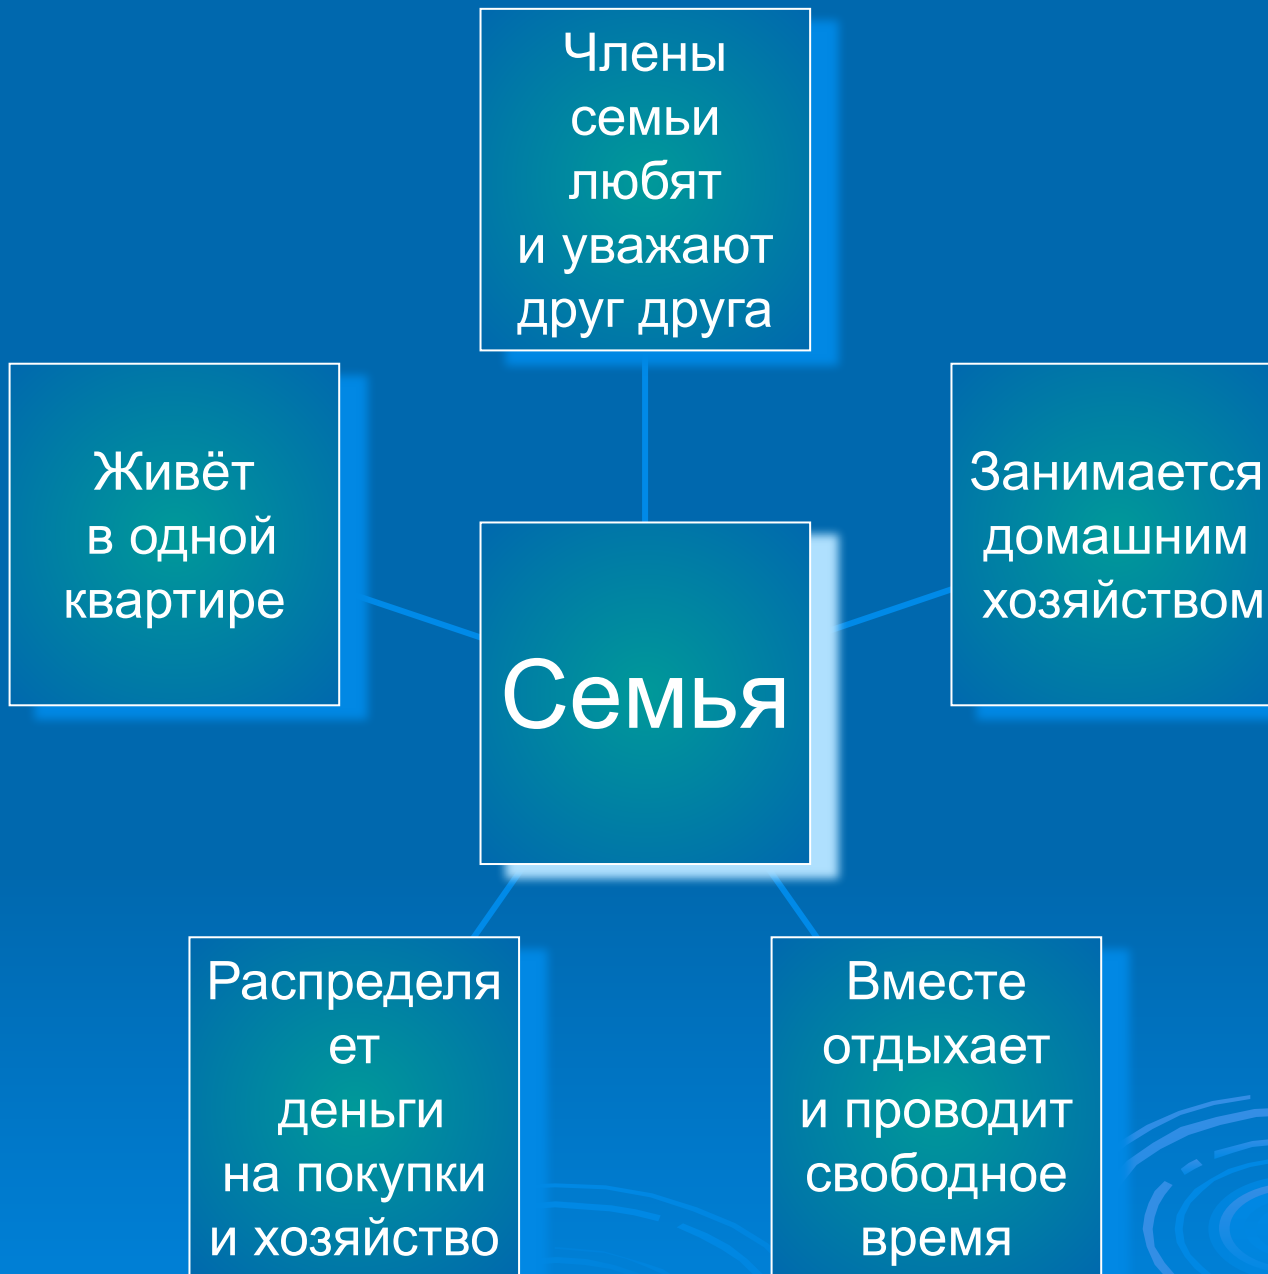 Члены
семьи
любят
и уважают
друг друга
Живёт
в одной
квартире
Занимается
домашним
хозяйством
Семья
Распределя
ет
деньги
на покупки
и хозяйство
Вместе
отдыхает
и проводит
свободное
время